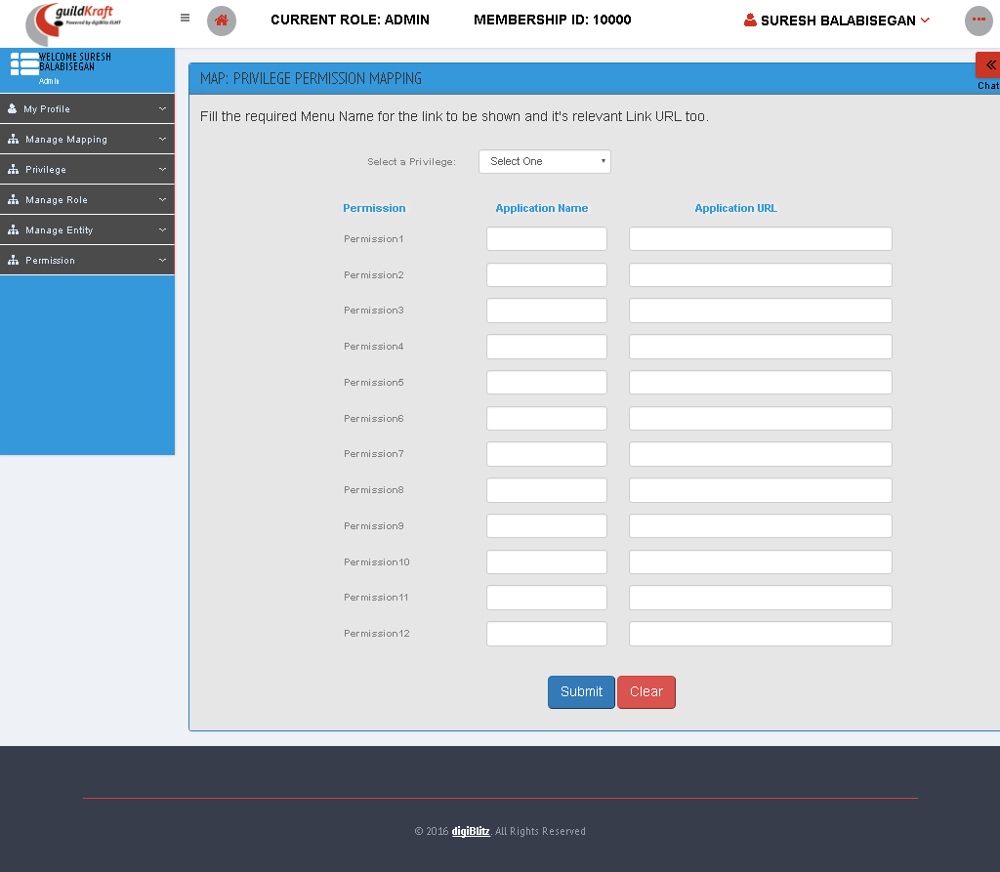 guildKraft
Powered by digiBlitz ELMT
CURRENT ROLE: ADMIN
MEMBERSHIP ID: 10000
SURESH BALABISEGAN
WELCOME SURESH
BALABISEGAN
Admin
Chat
My Profile
Manage Mapping
Privilege
Manage Role
Manage Entity
Permission
MAP: PRIVILEGE PERMISSION MAPPING
Fill the required Menu Name for the link to be shown and it's relevant Link URL too.
Select a Privilege: Select One
Permission Application Name Application URL
Permission1
Permission2
Permission3
Permission4
Permission5
Permission6
Permission7
Permission8
Permission9
Permission10
Permission11
Permission12
Submit Clear
© 2016 digiBlitz. All Rights Reserved